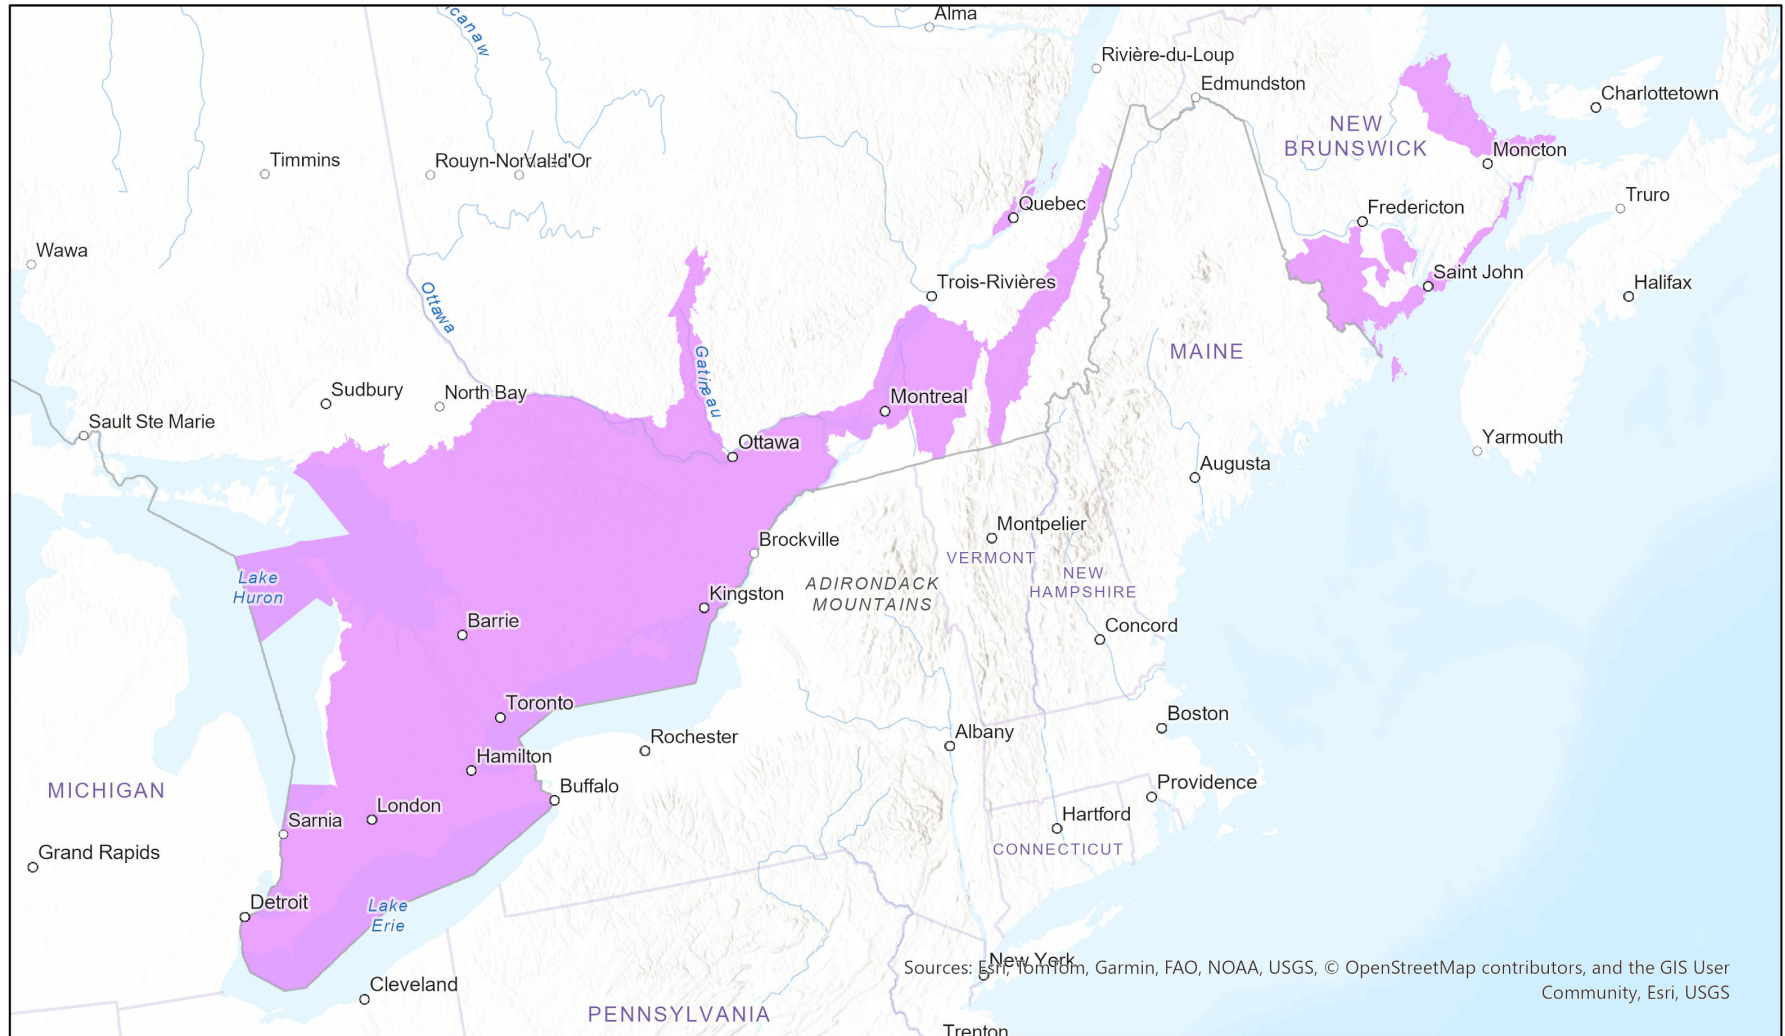 icanaw
Alma
Rivière-du-Loup
Edmundston
Charlottetown
NEW
BRUNSWICK
Moncton
Timmins
Rouyn-Nor
Val-d'Or
Quebec
Truro
Fredericton
Wawa
Saint John
Halifax
Trois-Rivières
Ottawa
MAINE
Gatineau
Sudbury
North Bay
Montreal
Sault Ste Marie
Ottawa
Yarmouth
Augusta
Montpelier
Brockville
VERMONT
Lake
Huron
ADIRONDACK
MOUNTAINS
NEW
HAMPSHIRE
Kingston
Barrie
Concord
Toronto
Boston
Rochester
Albany
Hamilton
MICHIGAN
Buffalo
Providence
London
Hartford
Sarnia
CONNECTICUT
Grand Rapids
Detroit
Lake
Erie
New York
Sources: Esri, TomTom, Garmin, FAO, NOAA, USGS, © OpenStreetMap contributors, and the GIS User
Community, Esri, USGS
Cleveland
PENNSYLVANIA
Trenton